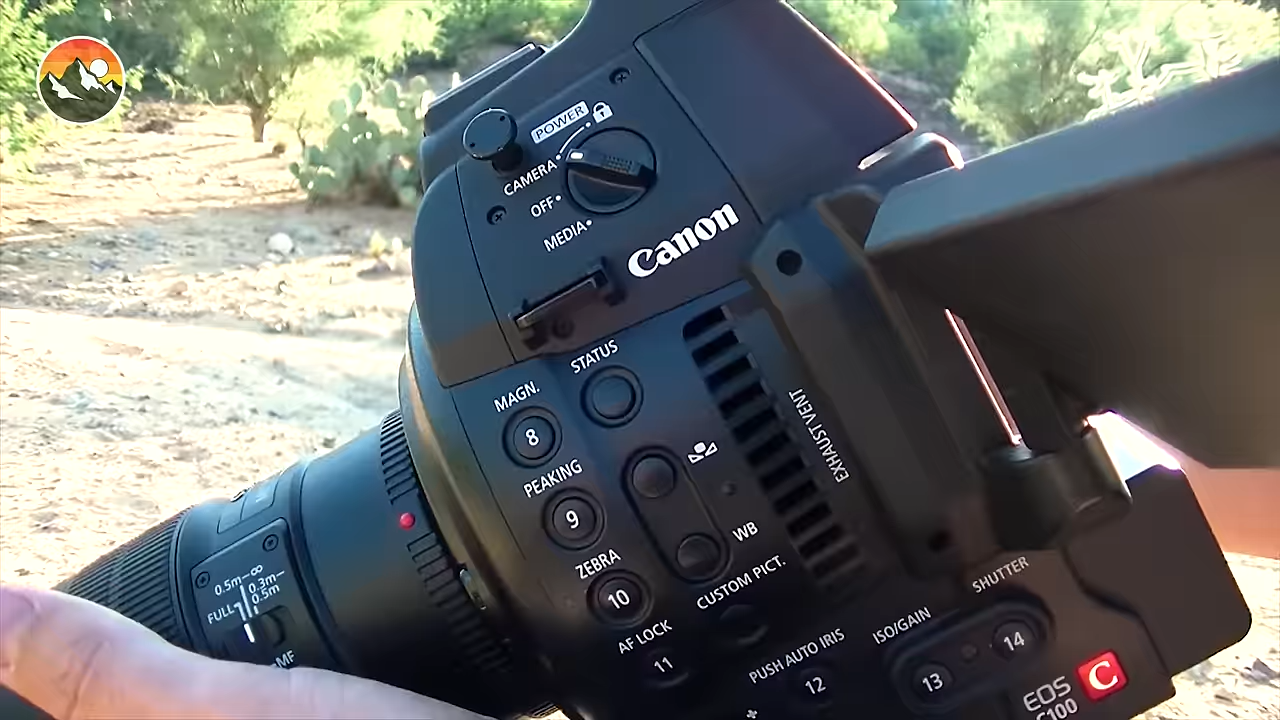 POWER
CAMERA
OFF
MEDIA
Canon
STATUS
MAGN.
8
EXHAUST VENT
PEAKING
9
WB
ZEBRA
10
CUSTOM PICT.
AF LOCK
11
PUSH AUTO IRIS
12
ISO/GAIN
13
SHUTTER
14
EOS C
C100
0.5m-∞
0.3m-
0.5m
FULL
MF